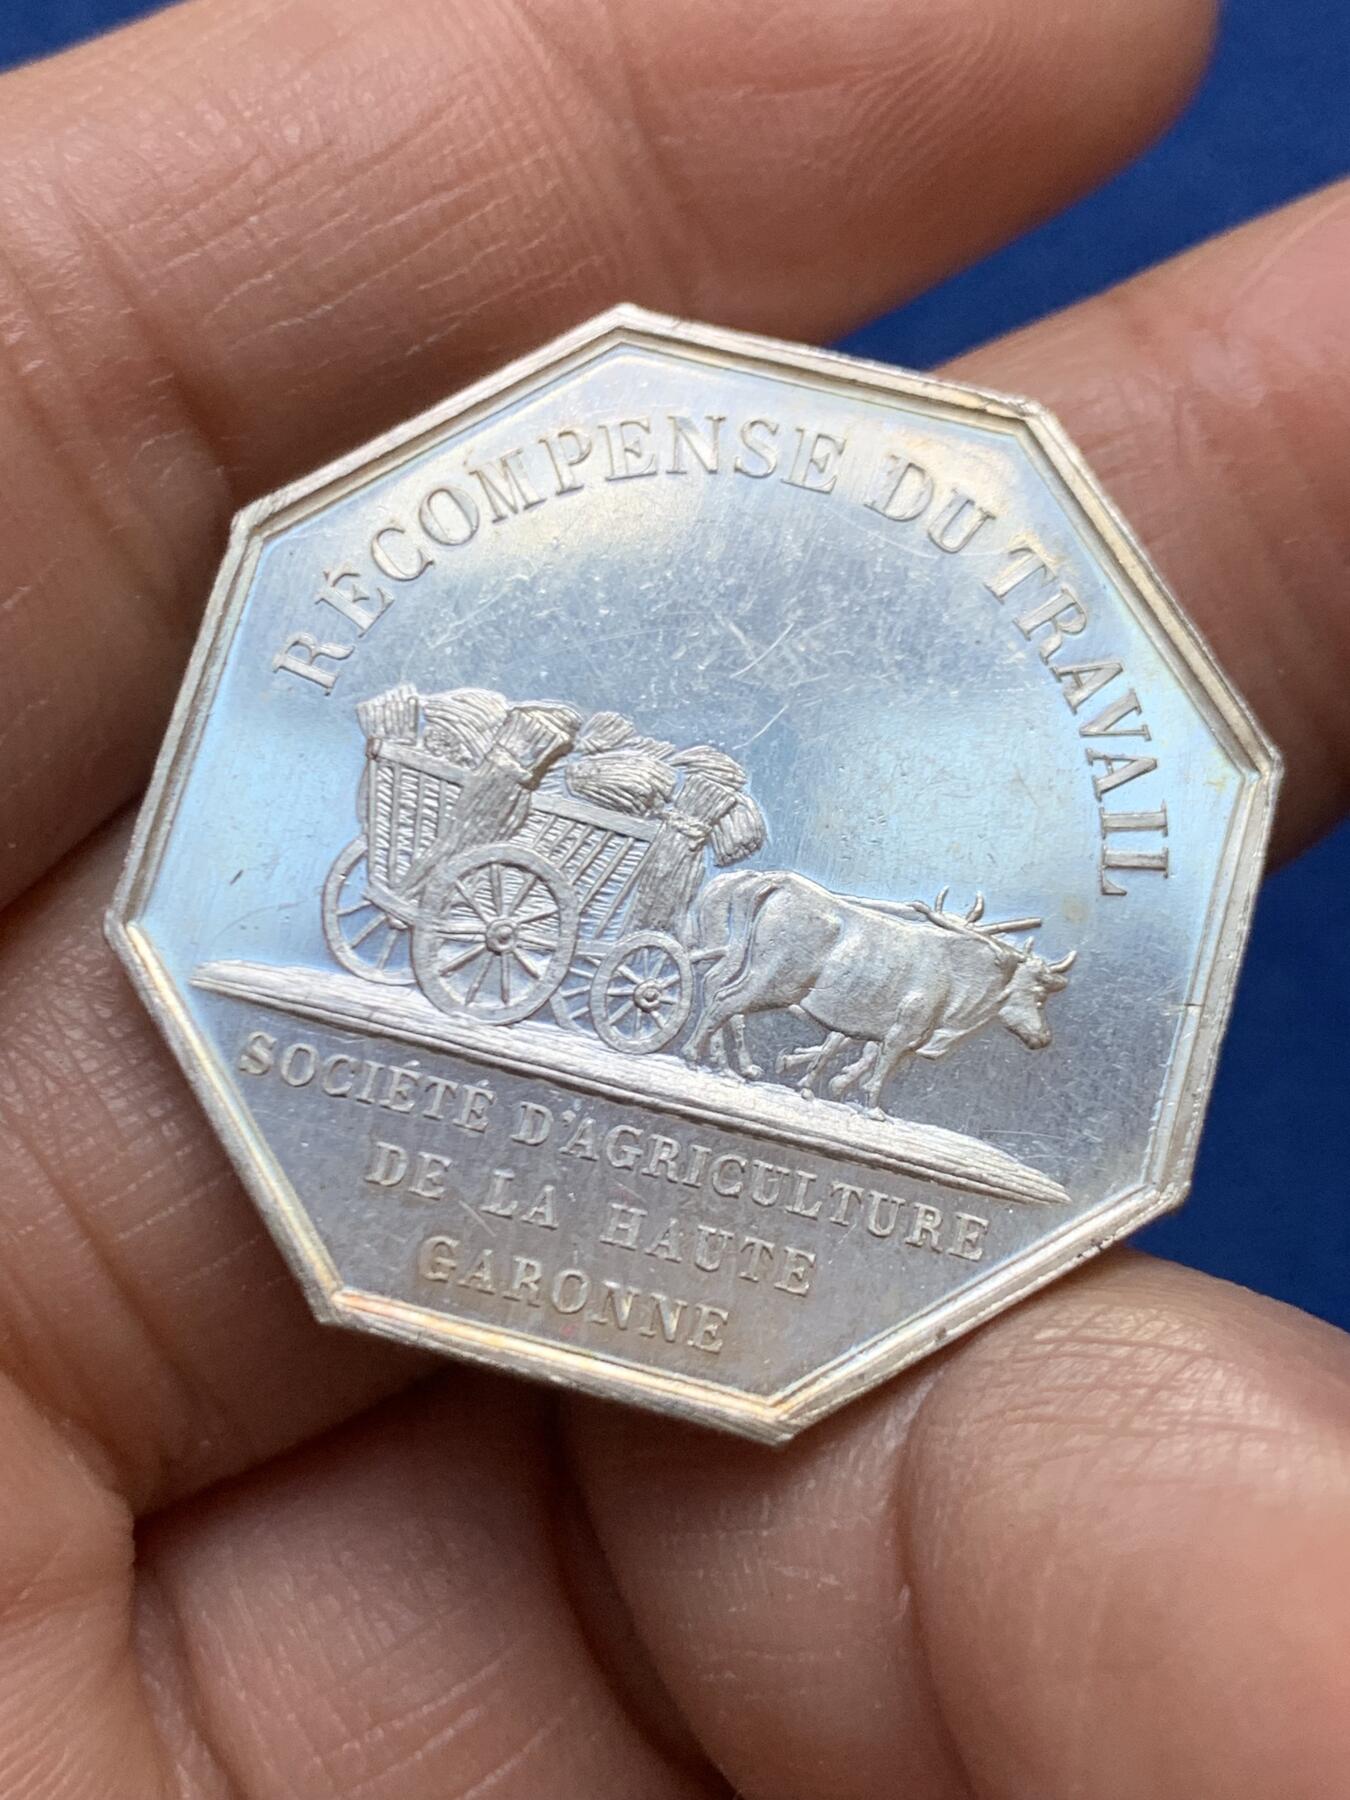 RÉCOMPENSE DU TRAVAIL
SOCIÉTÉ D'AGRICULTURE
DE LA HAUTE
GARONNE